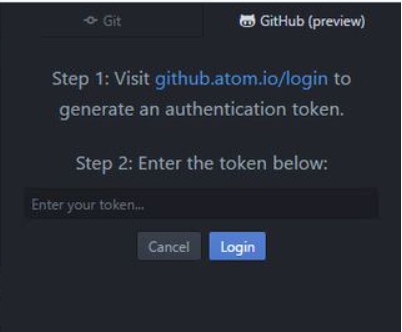 Git
GitHub (preview)
Step 1: Visit github.atom.io/login to
generate an authentication token.
Step 2: Enter the token below:
Enter your token...
Cancel
Login